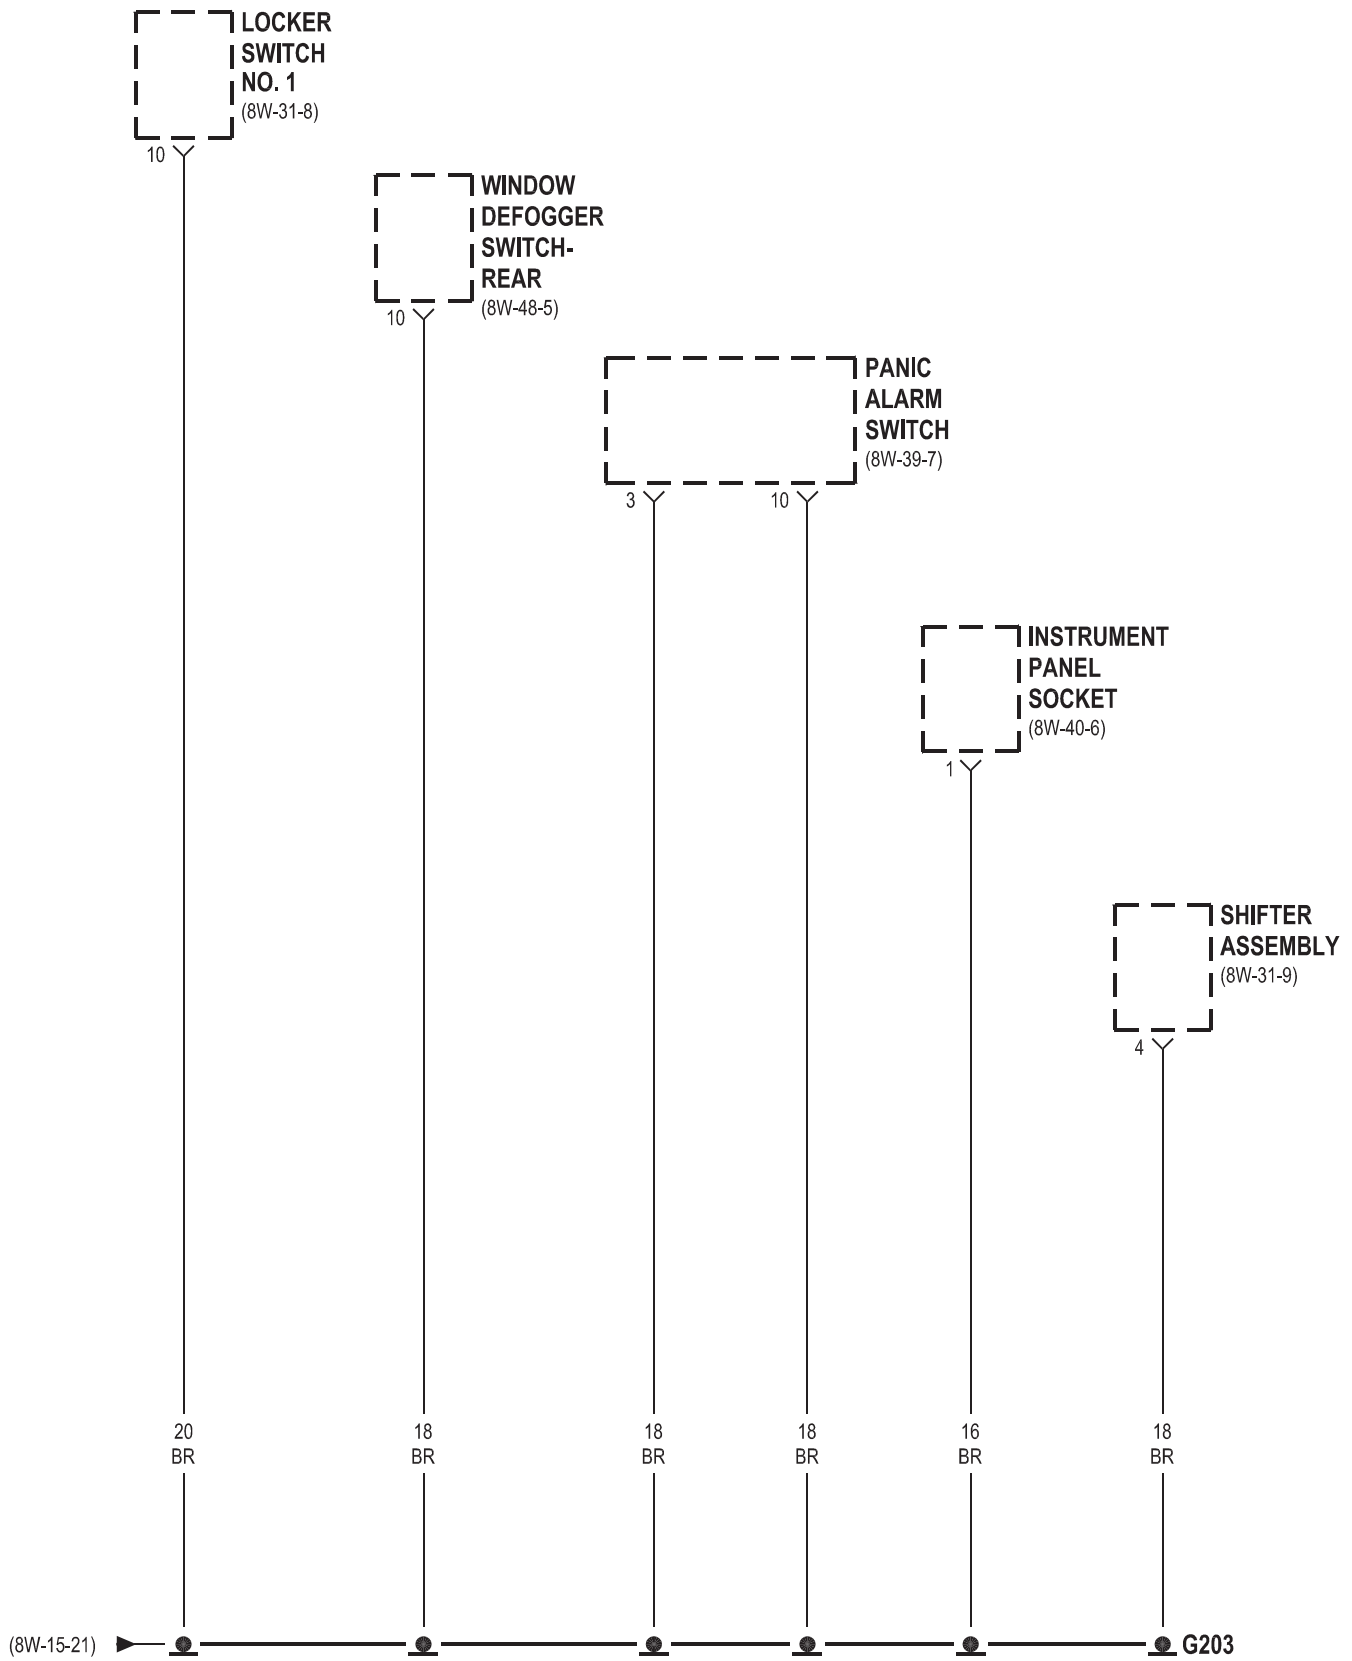 LOCKER
SWITCH
NO. 1
(8W-31-8)
10
WINDOW
DEFOGGER
SWITCH-
REAR
(8W-48-5)
10
PANIC
ALARM
SWITCH
(8W-39-7)
3
10
INSTRUMENT
PANEL
SOCKET
(8W-40-6)
1
SHIFTER
ASSEMBLY
(8W-31-9)
4
20
BR
18
BR
18
BR
18
BR
16
BR
18
BR
(8W-15-21)
G203